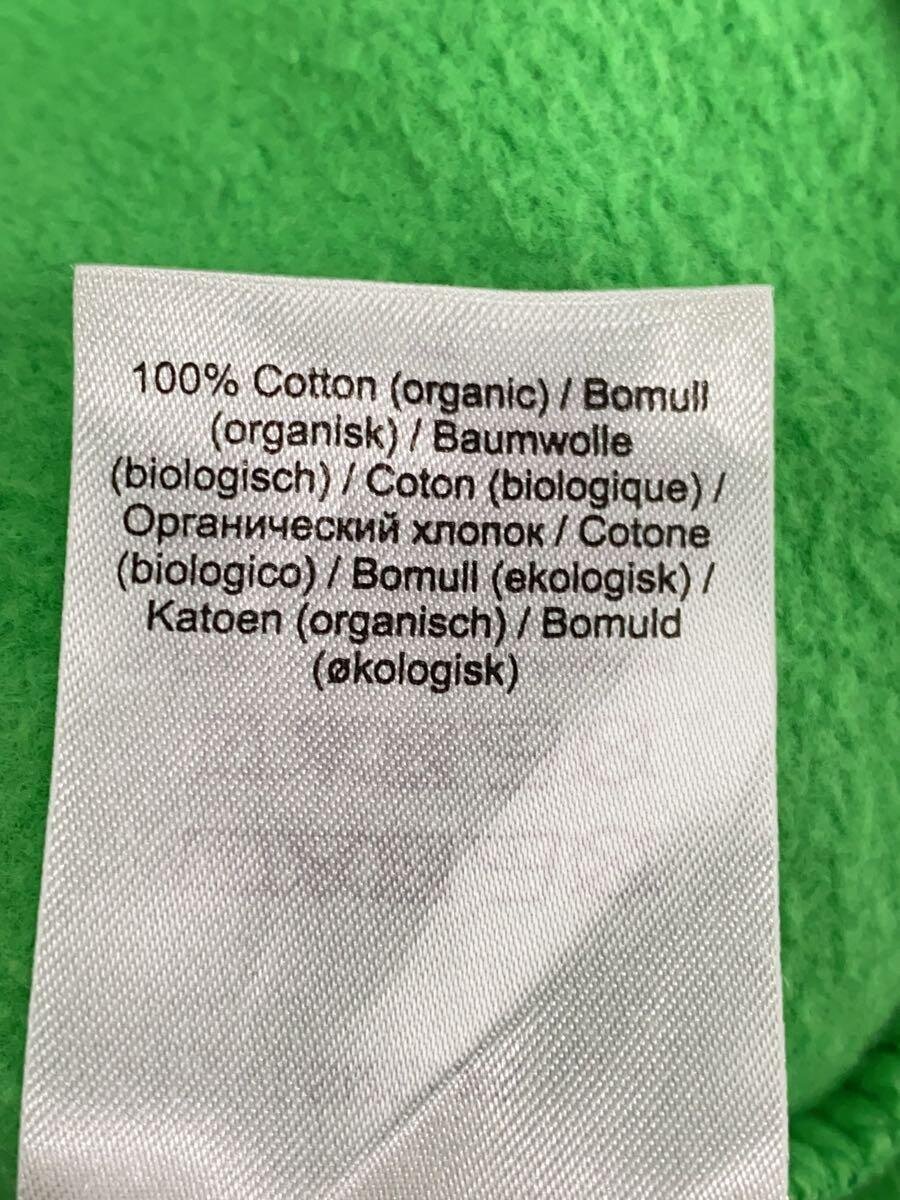 100% Cotton (organic) / Bomull
(organisk) / Baumwolle
(biologisch) / Coton (biologique) /
Органический хлопок / Cotone
(biologico) / Bomull (ekologisk) /
Katoen (organisch) / Bomuld
(økologisk)